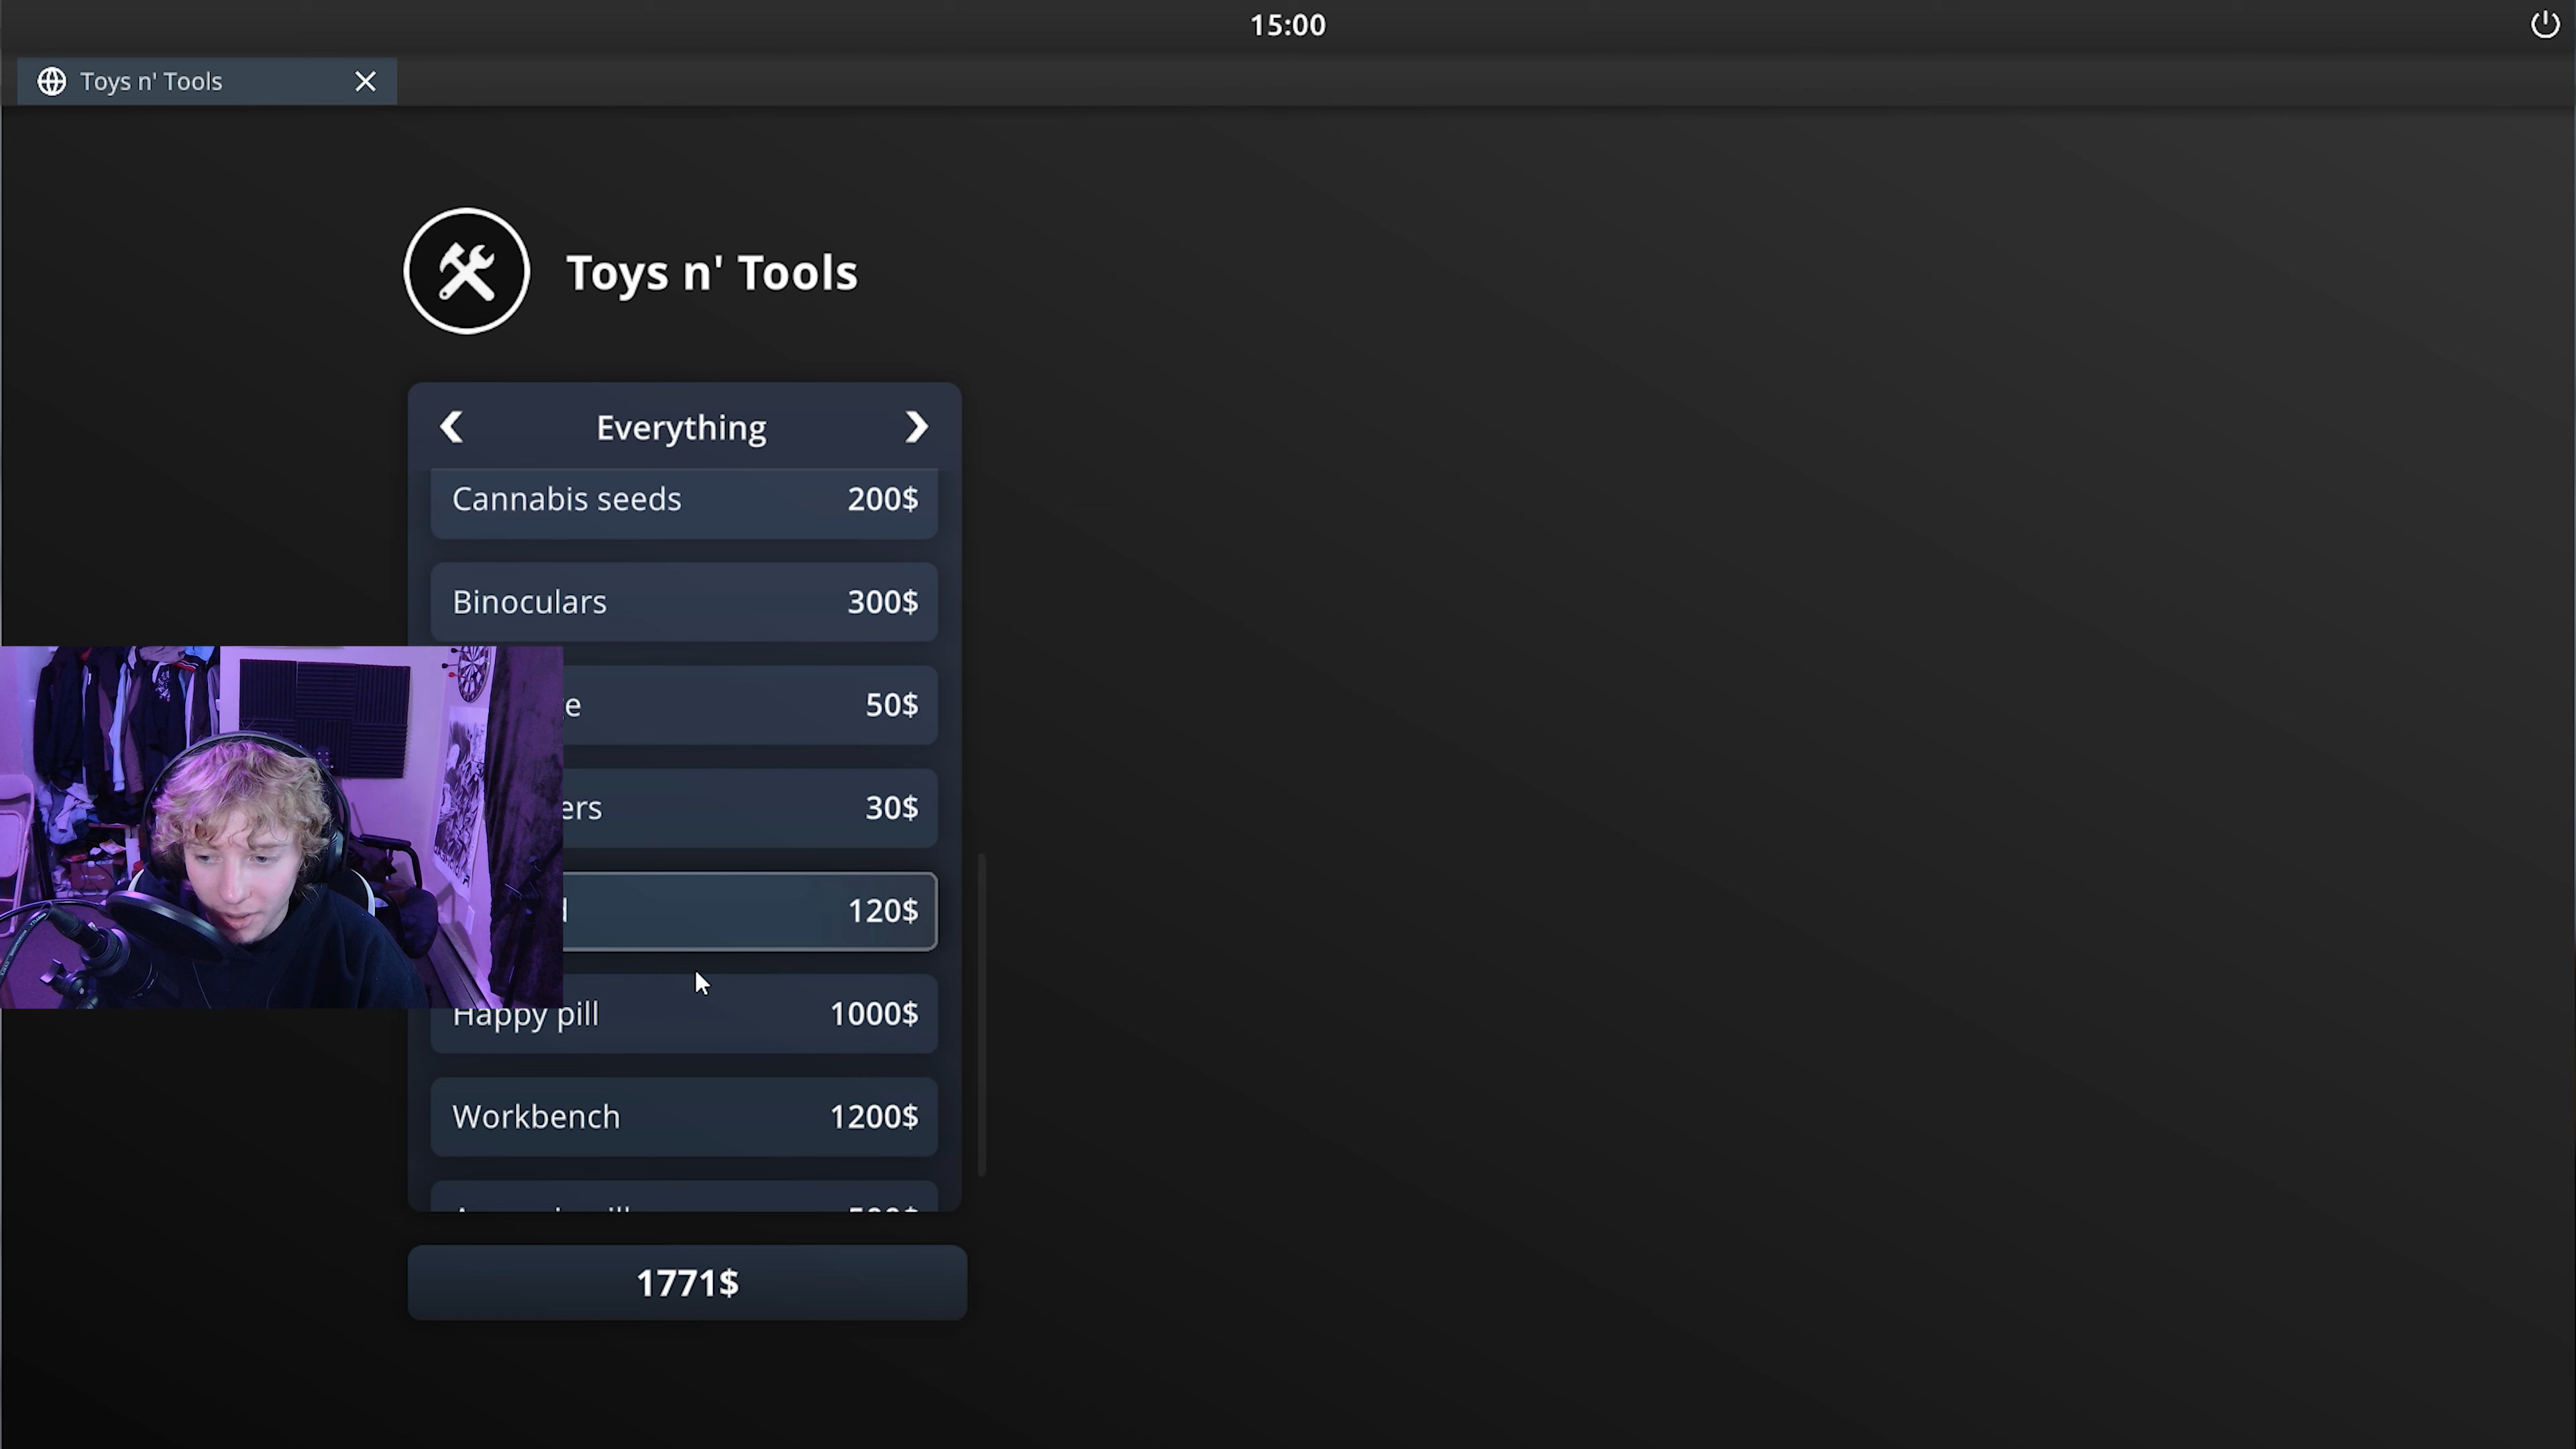 15:00
Toys n' Tools
Toys n' Tools
Everything
Cannabis seeds 200$
Binoculars 300$
50$
30$
120$
Happy pill 1000$
Workbench 1200$
1771$